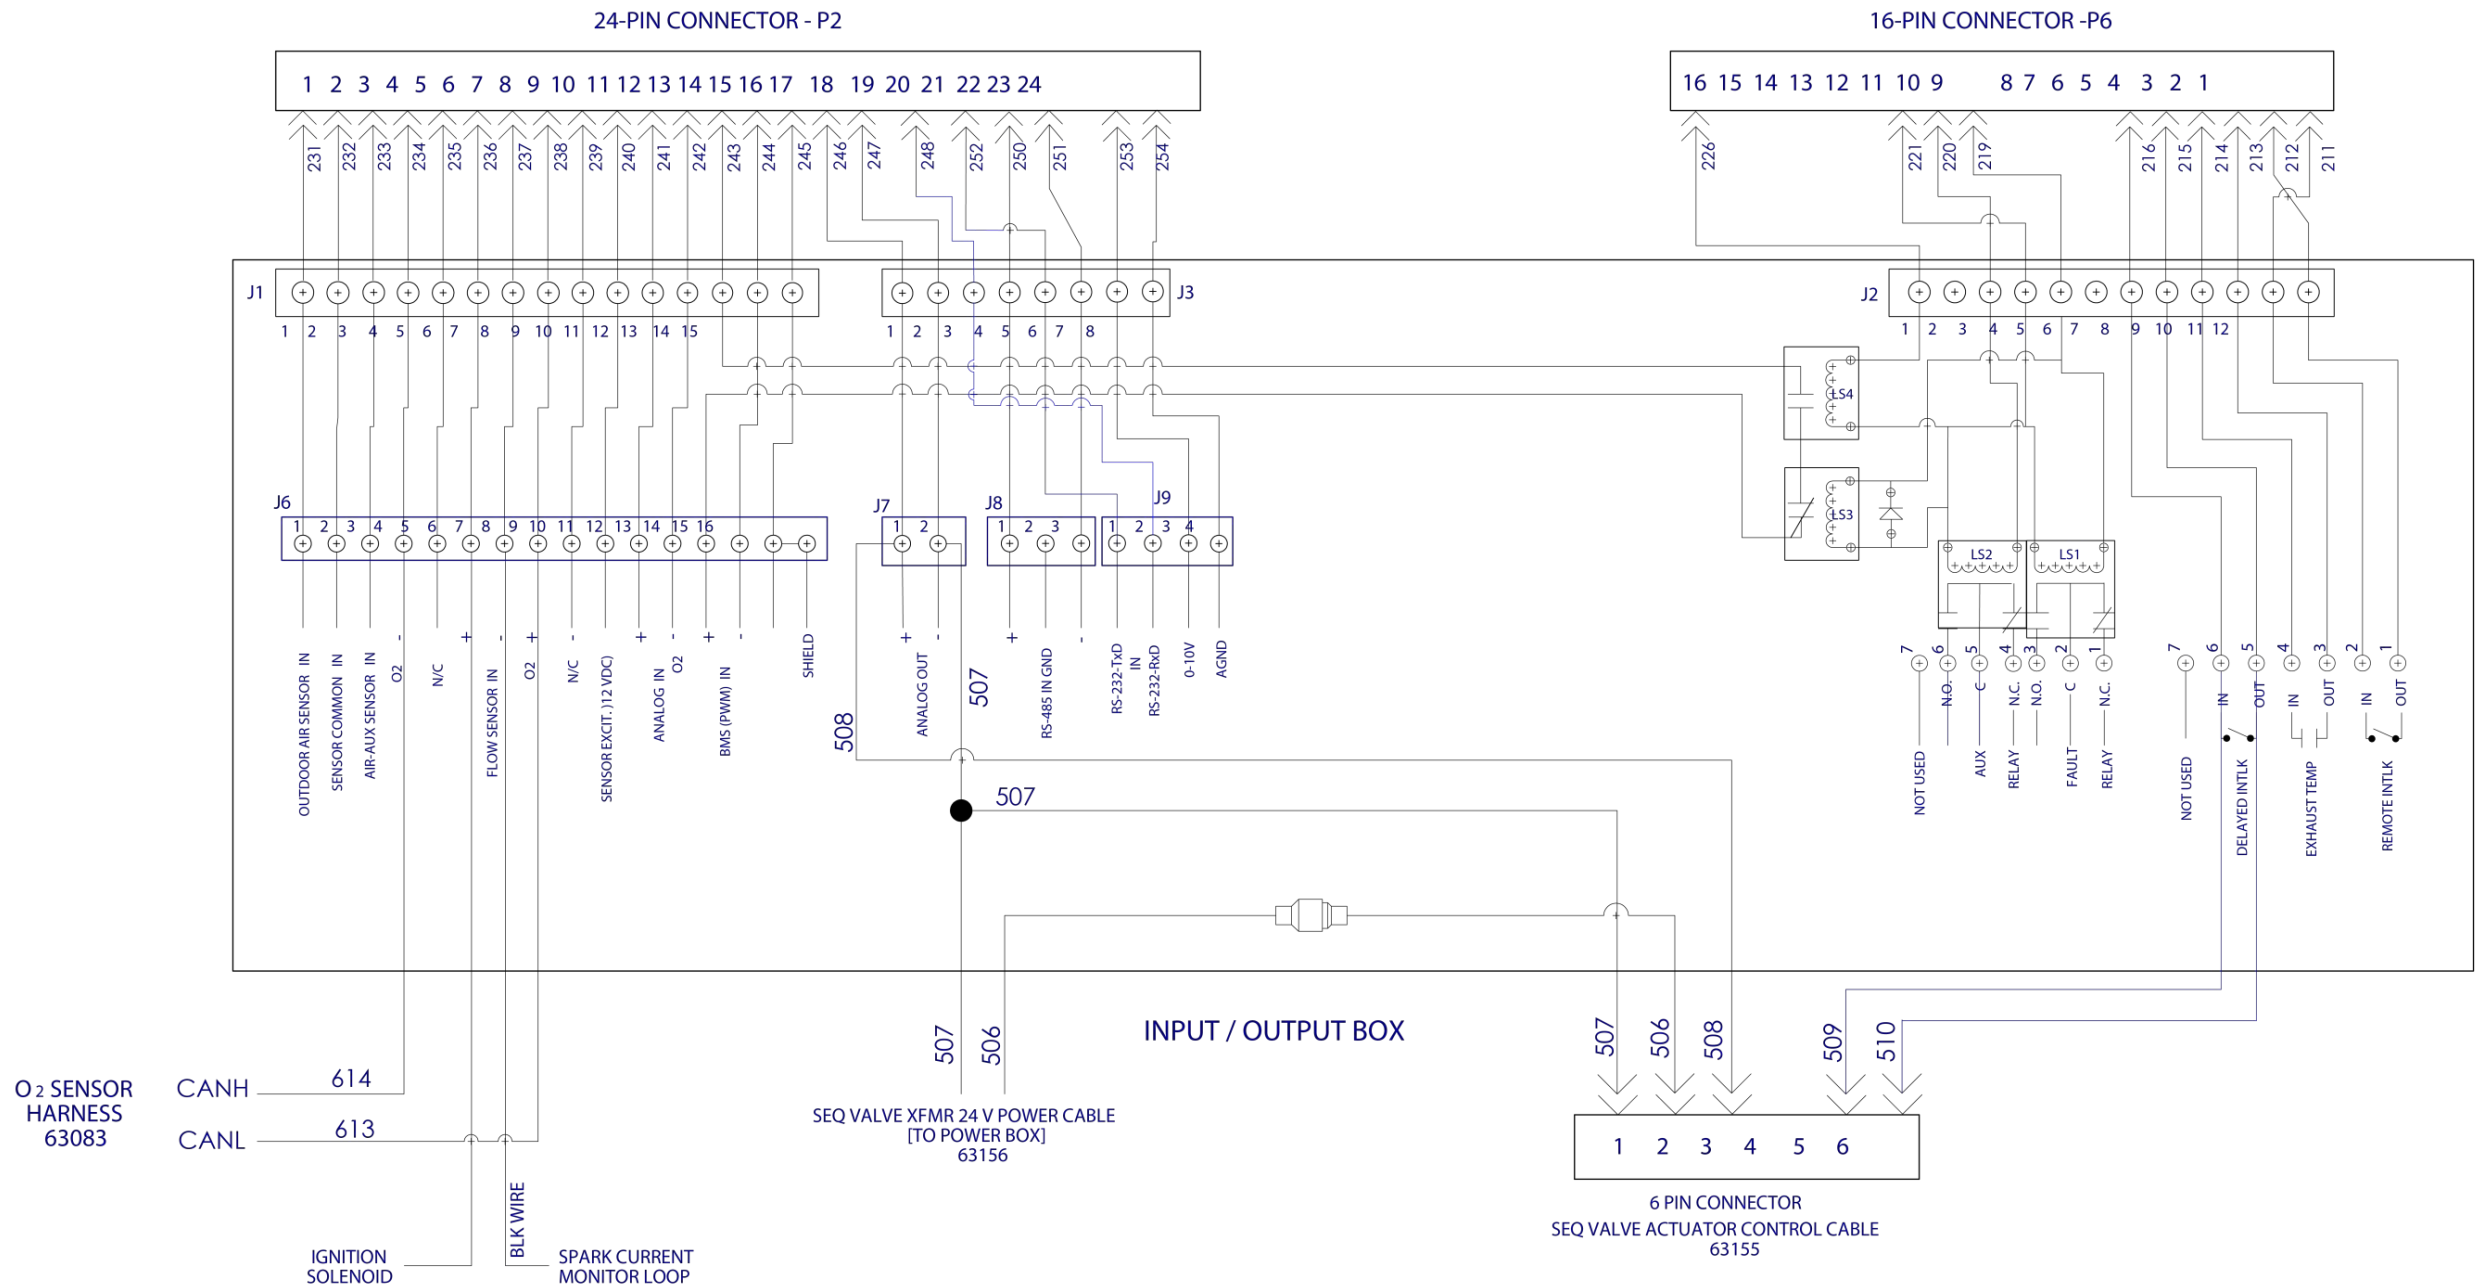 24-PIN CONNECTOR - P2
16-PIN CONNECTOR -P6
1 2 3 4 5 6 7 8 9 10 11 12 13 14 15 16 17 18 19 20 21 22 23 24
16 15 14 13 12 11 10 9 8 7 6 5 4 3 2 1
231 232 233 234 235 236 237 238 239 240 241 242 243 244 245 246 247 248 252 250 251 253 254
226 221 220 219 216 215 214 213 212 211
J1
J3
J2
1 2 3 4 5 6 7 8 9 10 11 12 13 14 15
1 2 3 4 5 6 7 8
1 2 3 4 5 6 7 8 9 10 11 12
LS4
LS3
LS2
LS1
J6
J7
J8
J9
1 2 3 4 5 6 7 8 9 10 11 12 13 14 15 16
1 2
1 2 3
1 2 3 4
OUTDOOR AIR SENSOR IN
SENSOR COMMON IN
AIR-AUX SENSOR IN
- O2
N/C
+ FLOW SENSOR IN -
+ O2
- N/C
SENSOR EXCIT. )12 VDC)
+ ANALOG IN
- O2
+ BMS (PWM) IN -
SHIELD
+ ANALOG OUT -
+ RS-485 IN GND -
RS-232-TxD
IN
RS-232-RxD
0-10V
AGND
7 6 5 4 3 2 1
N.O. C N.C. N.O. C N.C.
NOT USED
AUX
RELAY
FAULT
RELAY
7 6 5 4 3 2 1
IN OUT IN OUT IN OUT
NOT USED
DELAYED INTLK
EXHAUST TEMP
REMOTE INTLK
508
507
507
507
506
INPUT / OUTPUT BOX
507
506
508
509
510
O2 SENSOR
HARNESS
63083
CANH
614
CANL
613
SEQ VALVE XFMR 24 V POWER CABLE
[TO POWER BOX]
63156
1 2 3 4 5 6
6 PIN CONNECTOR
SEQ VALVE ACTUATOR CONTROL CABLE
63155
BLK WIRE
IGNITION
SOLENOID
SPARK CURRENT
MONITOR LOOP